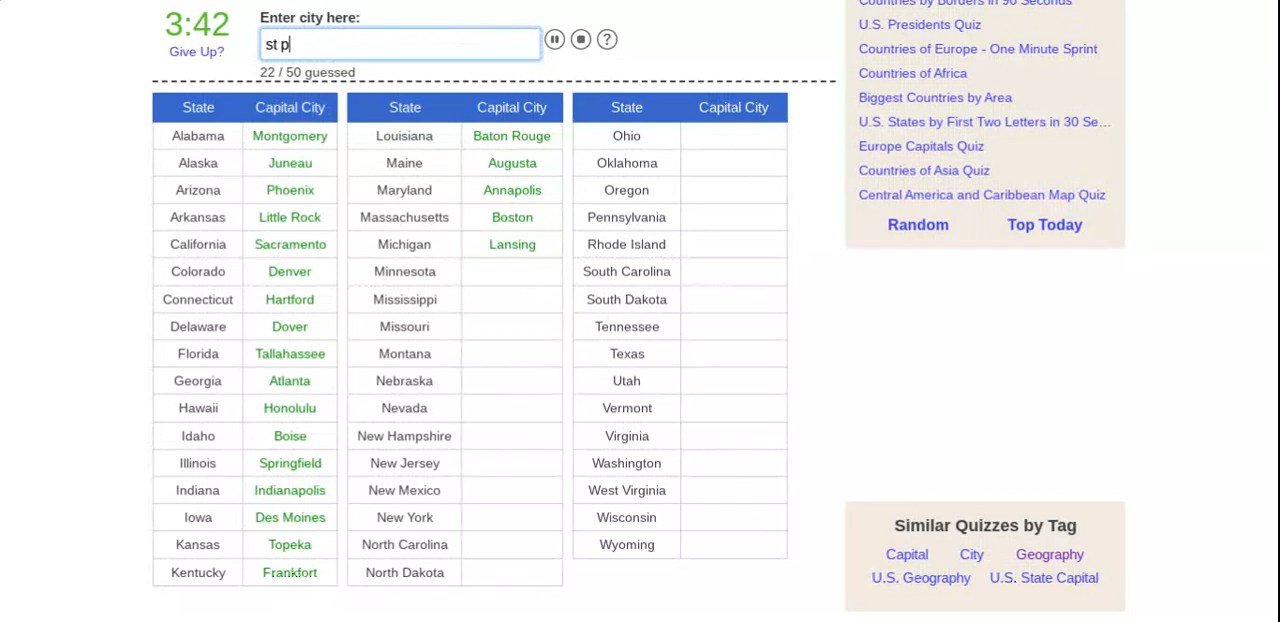 Countries by Borders in 90 Seconds
3:42
Enter city here:
U.S. Presidents Quiz
st p
Give Up?
Countries of Europe - One Minute Sprint
22 / 50 guessed
Countries of Africa
Biggest Countries by Area
State Capital City State Capital City State Capital City
U.S. States by First Two Letters in 30 Se…
Alabama Montgomery Louisiana Baton Rouge Ohio
Europe Capitals Quiz
Alaska Juneau Maine Augusta Oklahoma
Countries of Asia Quiz
Arizona Phoenix Maryland Annapolis Oregon
Central America and Caribbean Map Quiz
Arkansas Little Rock Massachusetts Boston Pennsylvania
Random Top Today
California Sacramento Michigan Lansing Rhode Island
Colorado Denver Minnesota South Carolina
Connecticut Hartford Mississippi South Dakota
Delaware Dover Missouri Tennessee
Florida Tallahassee Montana Texas
Georgia Atlanta Nebraska Utah
Hawaii Honolulu Nevada Vermont
Idaho Boise New Hampshire Virginia
Illinois Springfield New Jersey Washington
Indiana Indianapolis New Mexico West Virginia
Iowa Des Moines New York Wisconsin
Kansas Topeka North Carolina Wyoming
Kentucky Frankfort North Dakota
Similar Quizzes by Tag
Capital City Geography
U.S. Geography U.S. State Capital